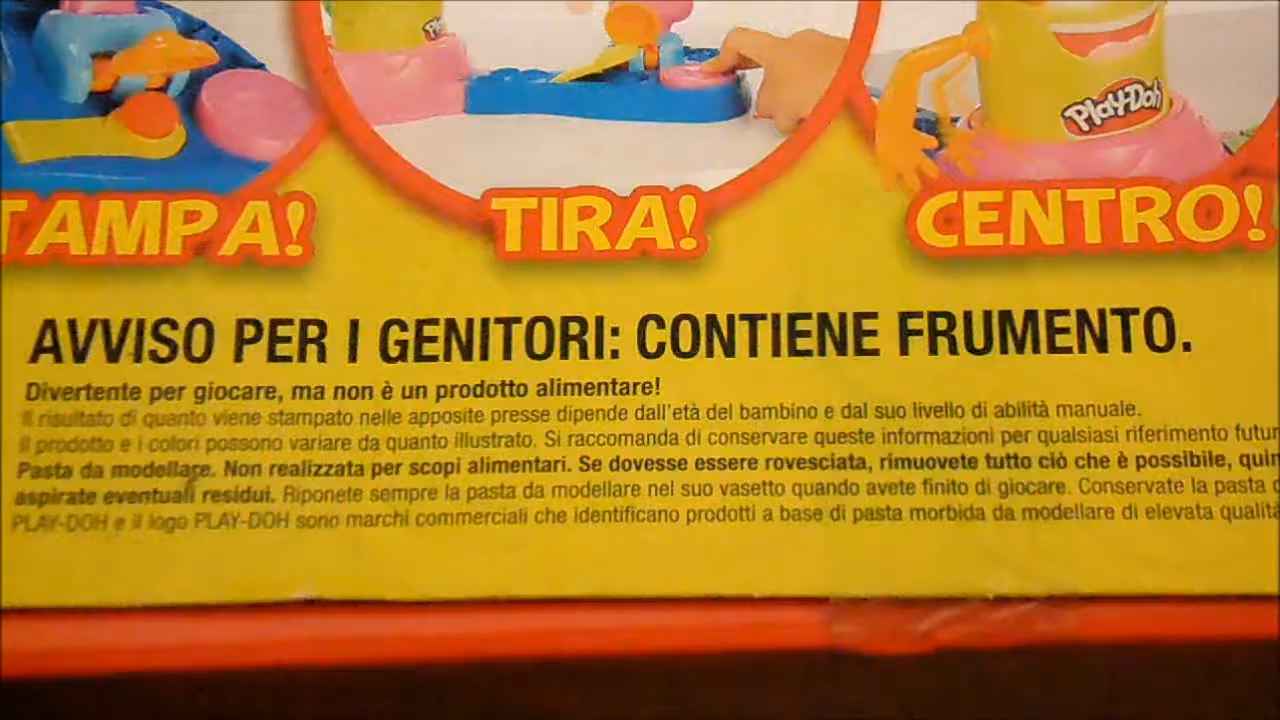 PLAY-DOH
TAMPA!
TIRA!
CENTRO!
AVVISO PER I GENITORI: CONTIENE FRUMENTO.
Divertente per giocare, ma non è un prodotto alimentare!
Il risultato di quanto viene stampato nelle apposite presse dipende dall'età del bambino e dal suo livello di abilità manuale.
Il prodotto e i colori possono variare da quanto illustrato. Si raccomanda di conservare queste informazioni per qualsiasi riferimento futur
Pasta da modellare. Non realizzata per scopi alimentari. Se dovesse essere rovesciata, rimuovete tutto ciò che è possibile, quin
aspirate eventuali residui. Riponete sempre la pasta da modellare nel suo vasetto quando avete finito di giocare. Conservate la pasta
PLAY-DOH e il logo PLAY-DOH sono marchi commerciali che identificano prodotti a base di pasta morbida da modellare di elevata qualità